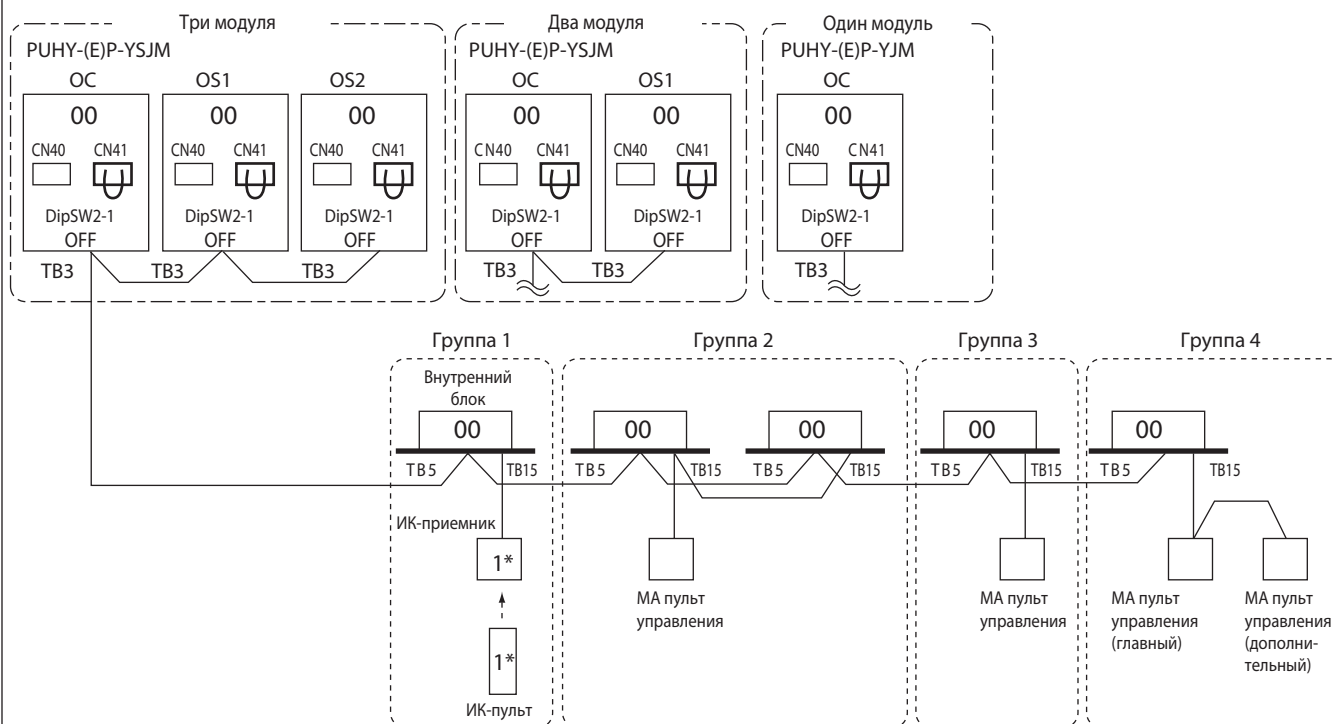 Три модуля
Два модуля
Один модуль
PUHY-(E)P-YSJM
PUHY-(E)P-YSJM
PUHY-(E)P-YJM
OC
OS1
OS2
OC
OS1
OC
00
00
00
00
00
00
CN40
CN41
CN40
CN41
CN40
CN41
CN40
CN41
CN40
CN41
CN40
CN41
DipSW2-1
DipSW2-1
DipSW2-1
DipSW2-1
DipSW2-1
DipSW2-1
OFF
OFF
OFF
OFF
OFF
OFF
TB3
TB3
TB3
TB3
TB3
TB3
Группа 1
Группа 2
Группа 3
Группа 4
Внутренний
блок
00
00
00
00
00
TB5
TB15
TB5
TB15
TB5
TB15
TB5
TB15
TB5
TB15
ИК-приемник
1*
1*
ИК-пульт
МА пульт
управления
МА пульт
управления
МА пульт
управления
(главный)
МА пульт
управления
(дополни-
тельный)